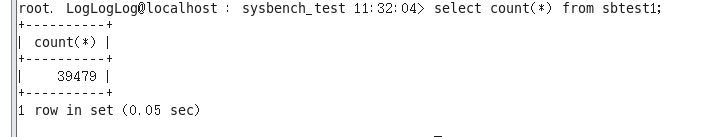 root. LogLogLog@localhost : sysbench_test 11:32:04> select count(*) from sbtest1;
+----------+
| count(*) |
+----------+
|    39479 |
+----------+
1 row in set (0.05 sec)